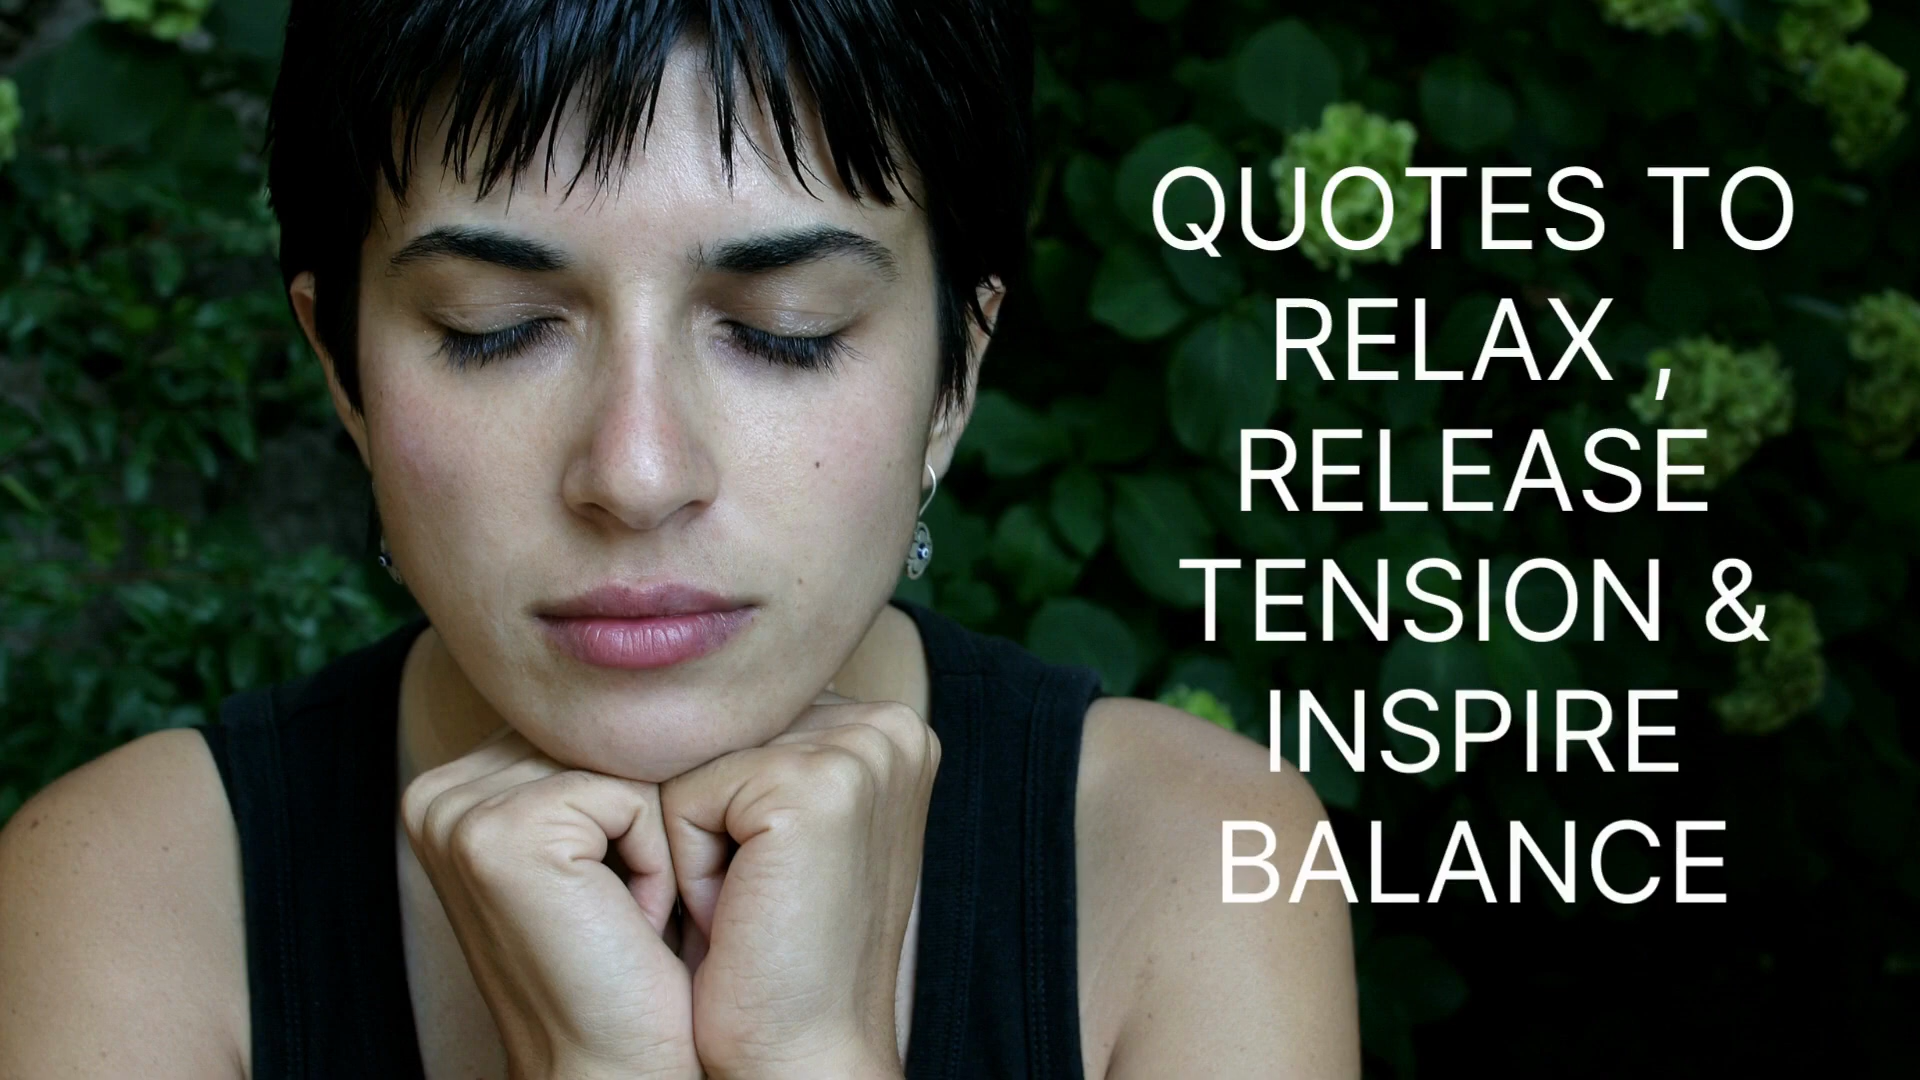 QUOTES TO
RELAX ,
RELEASE
TENSION &
INSPIRE
BALANCE